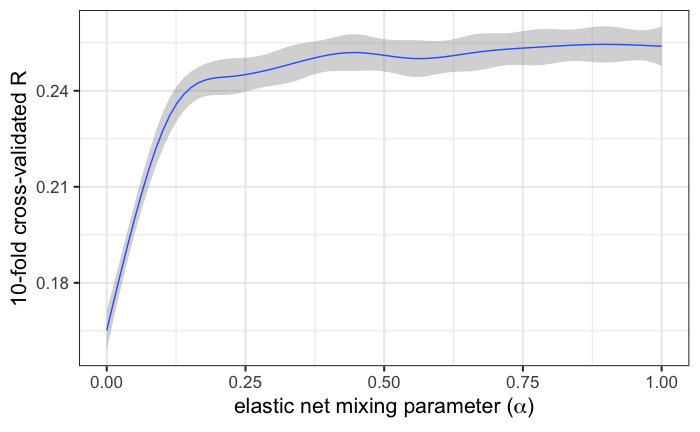 10-fold cross-validated R
0.24
0.21
0.18
0.00 0.25 0.50 0.75 1.00
elastic net mixing parameter (α)